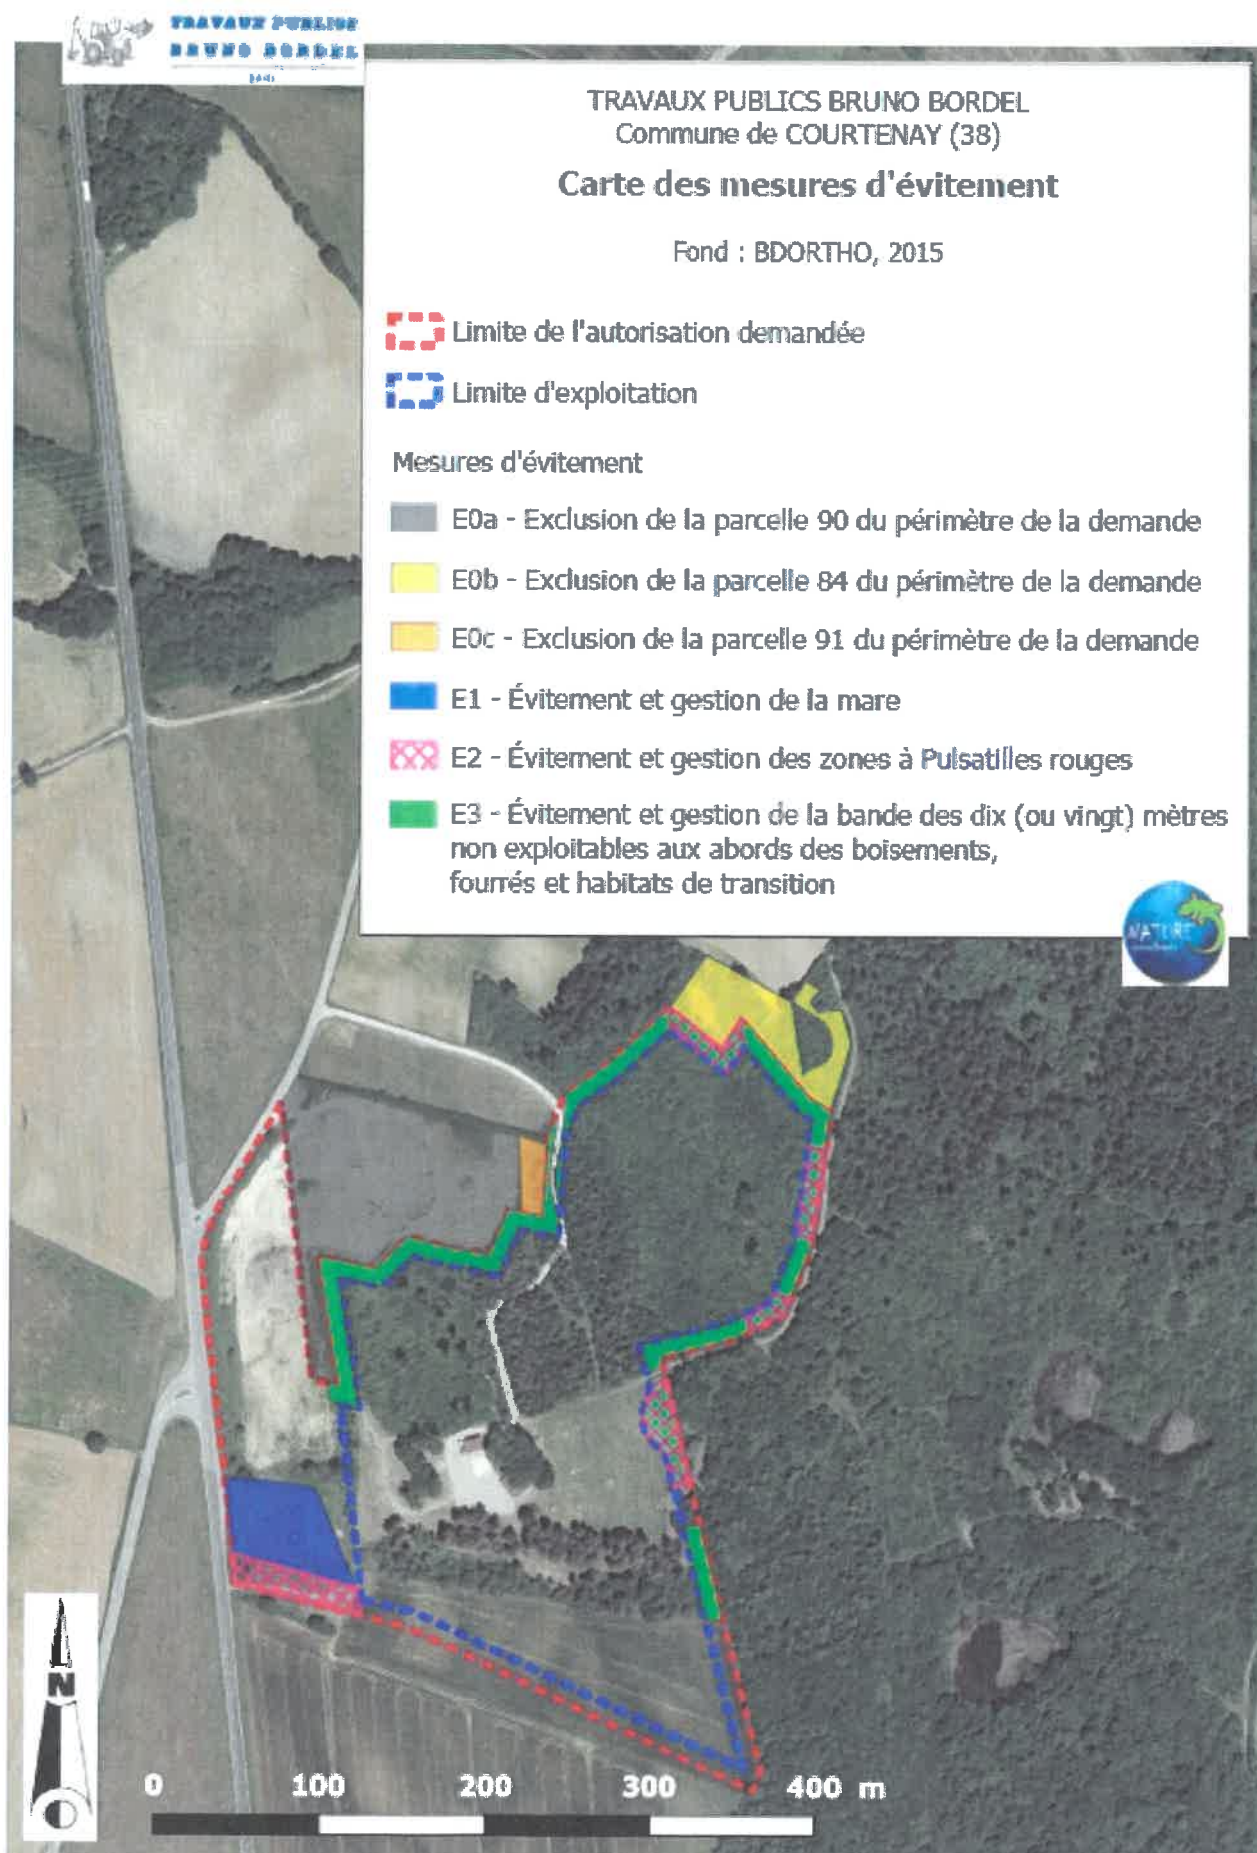 TRAVAUX PUBLICS
BRUNO BORDEL
TRAVAUX PUBLICS BRUNO BORDEL
Commune de COURTENAY (38)
Carte des mesures d'évitement
Fond : BDORTHO, 2015
Limite de l'autorisation demandée
Limite d'exploitation
Mesures d'évitement
E0a - Exclusion de la parcelle 90 du périmètre de la demande
E0b - Exclusion de la parcelle 84 du périmètre de la demande
E0c - Exclusion de la parcelle 91 du périmètre de la demande
E1 - Évitement et gestion de la mare
E2 - Évitement et gestion des zones à Pulsatilles rouges
E3 - Évitement et gestion de la bande des dix (ou vingt) mètres
non exploitables aux abords des boisements,
fourrés et habitats de transition
NATURE
N
0 100 200 300 400 m